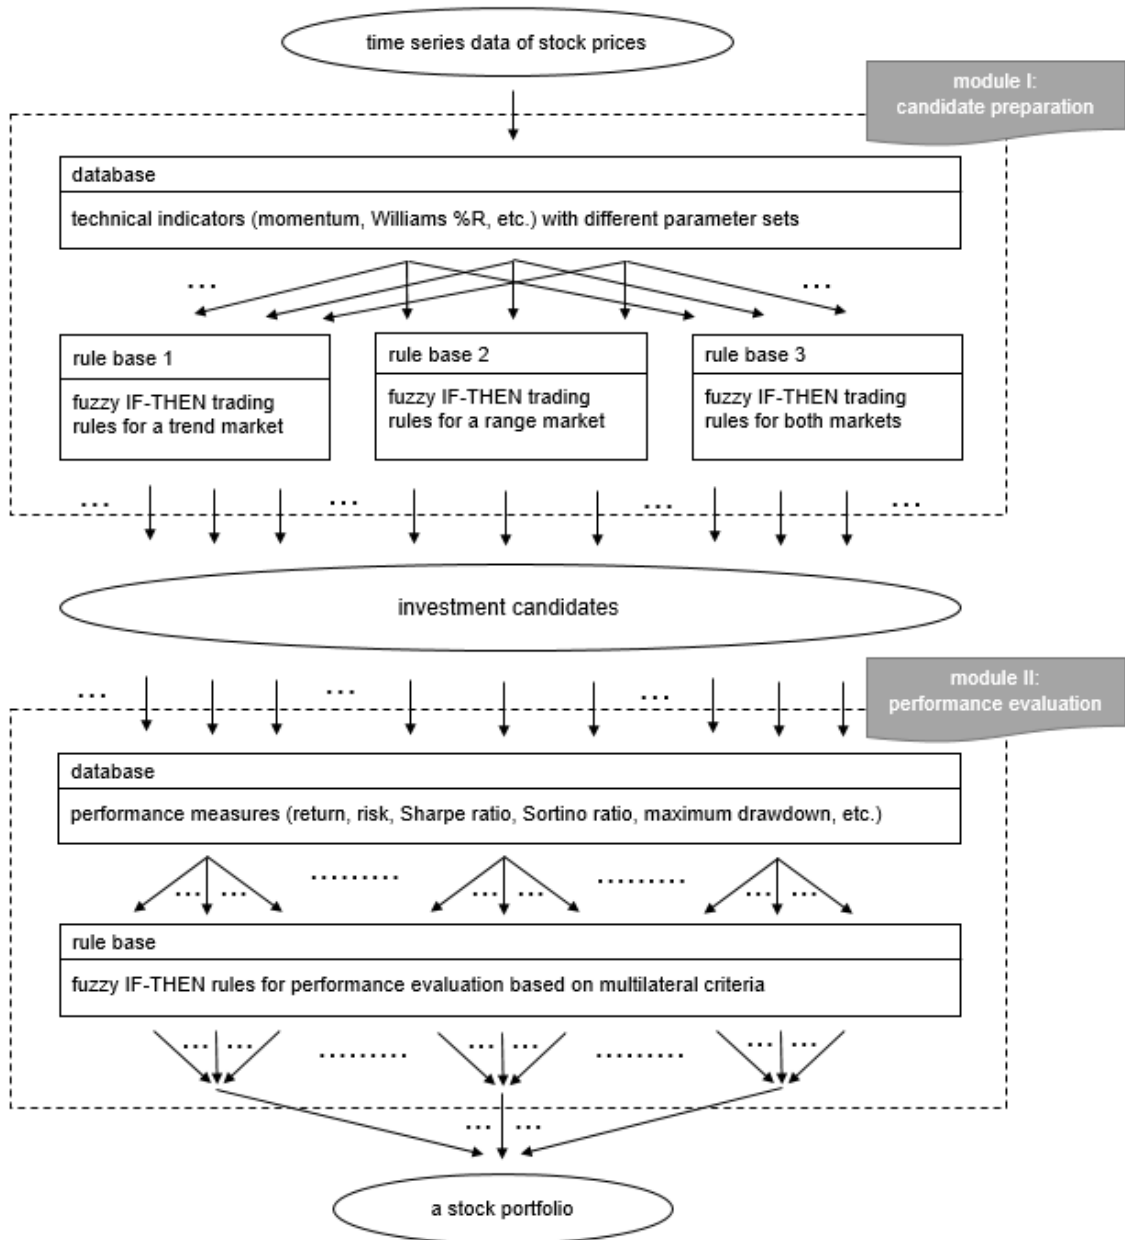 time series data of stock prices
module I:
candidate preparation
database
technical indicators (momentum, Williams %R, etc.) with different parameter sets
...
...
rule base 1
fuzzy IF-THEN trading
rules for a trend market
rule base 2
fuzzy IF-THEN trading
rules for a range market
rule base 3
fuzzy IF-THEN trading
rules for both markets
... ... ... ...
investment candidates
... ... ...
module II:
performance evaluation
database
performance measures (return, risk, Sharpe ratio, Sortino ratio, maximum drawdown, etc.)
... ... ......... ... ... ......... ... ...
rule base
fuzzy IF-THEN rules for performance evaluation based on multilateral criteria
... ... ......... ... ... ......... ... ...
... ...
a stock portfolio